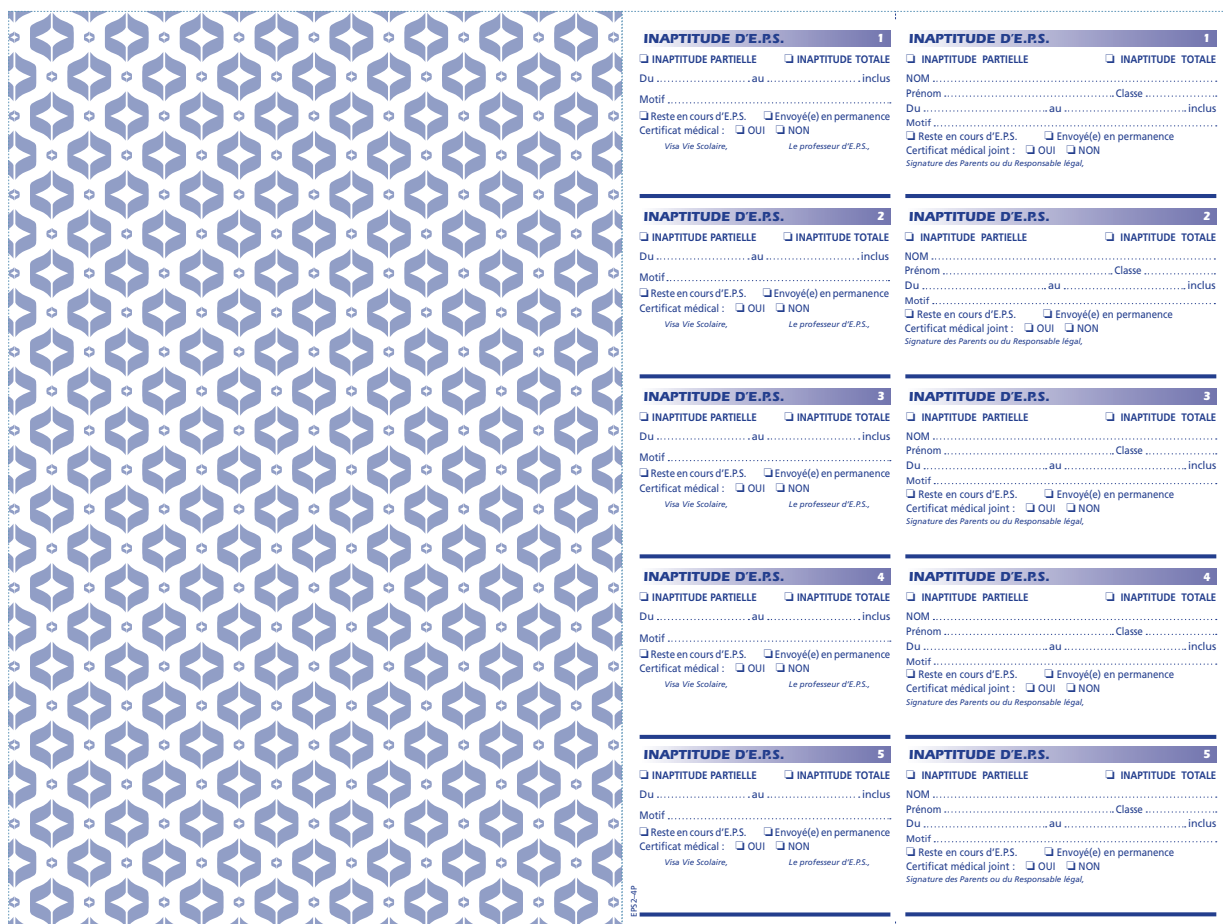 INAPTITUDE D'E.P.S. 1
❏ INAPTITUDE PARTIELLE ❏ INAPTITUDE TOTALE
Du ........................ au ........................ inclus
Motif ........................
❏ Reste en cours d'E.P.S. ❏ Envoyé(e) en permanence
Certificat médical : ❏ OUI ❏ NON
Visa Vie Scolaire, Le professeur d'E.P.S.,
INAPTITUDE D'E.P.S. 1
❏ INAPTITUDE PARTIELLE ❏ INAPTITUDE TOTALE
NOM ........................
Prénom ........................ Classe ........................
Du ........................ au ........................ inclus
Motif ........................
❏ Reste en cours d'E.P.S. ❏ Envoyé(e) en permanence
Certificat médical joint : ❏ OUI ❏ NON
Signature des Parents ou du Responsable légal,
INAPTITUDE D'E.P.S. 2
❏ INAPTITUDE PARTIELLE ❏ INAPTITUDE TOTALE
Du ........................ au ........................ inclus
Motif ........................
❏ Reste en cours d'E.P.S. ❏ Envoyé(e) en permanence
Certificat médical : ❏ OUI ❏ NON
Visa Vie Scolaire, Le professeur d'E.P.S.,
INAPTITUDE D'E.P.S. 2
❏ INAPTITUDE PARTIELLE ❏ INAPTITUDE TOTALE
NOM ........................
Prénom ........................ Classe ........................
Du ........................ au ........................ inclus
Motif ........................
❏ Reste en cours d'E.P.S. ❏ Envoyé(e) en permanence
Certificat médical joint : ❏ OUI ❏ NON
Signature des Parents ou du Responsable légal,
INAPTITUDE D'E.P.S. 3
❏ INAPTITUDE PARTIELLE ❏ INAPTITUDE TOTALE
Du ........................ au ........................ inclus
Motif ........................
❏ Reste en cours d'E.P.S. ❏ Envoyé(e) en permanence
Certificat médical : ❏ OUI ❏ NON
Visa Vie Scolaire, Le professeur d'E.P.S.,
INAPTITUDE D'E.P.S. 3
❏ INAPTITUDE PARTIELLE ❏ INAPTITUDE TOTALE
NOM ........................
Prénom ........................ Classe ........................
Du ........................ au ........................ inclus
Motif ........................
❏ Reste en cours d'E.P.S. ❏ Envoyé(e) en permanence
Certificat médical joint : ❏ OUI ❏ NON
Signature des Parents ou du Responsable légal,
INAPTITUDE D'E.P.S. 4
❏ INAPTITUDE PARTIELLE ❏ INAPTITUDE TOTALE
Du ........................ au ........................ inclus
Motif ........................
❏ Reste en cours d'E.P.S. ❏ Envoyé(e) en permanence
Certificat médical : ❏ OUI ❏ NON
Visa Vie Scolaire, Le professeur d'E.P.S.,
INAPTITUDE D'E.P.S. 4
❏ INAPTITUDE PARTIELLE ❏ INAPTITUDE TOTALE
NOM ........................
Prénom ........................ Classe ........................
Du ........................ au ........................ inclus
Motif ........................
❏ Reste en cours d'E.P.S. ❏ Envoyé(e) en permanence
Certificat médical joint : ❏ OUI ❏ NON
Signature des Parents ou du Responsable légal,
INAPTITUDE D'E.P.S. 5
❏ INAPTITUDE PARTIELLE ❏ INAPTITUDE TOTALE
Du ........................ au ........................ inclus
Motif ........................
❏ Reste en cours d'E.P.S. ❏ Envoyé(e) en permanence
Certificat médical : ❏ OUI ❏ NON
Visa Vie Scolaire, Le professeur d'E.P.S.,
INAPTITUDE D'E.P.S. 5
❏ INAPTITUDE PARTIELLE ❏ INAPTITUDE TOTALE
NOM ........................
Prénom ........................ Classe ........................
Du ........................ au ........................ inclus
Motif ........................
❏ Reste en cours d'E.P.S. ❏ Envoyé(e) en permanence
Certificat médical joint : ❏ OUI ❏ NON
Signature des Parents ou du Responsable légal,
EPS2-4P